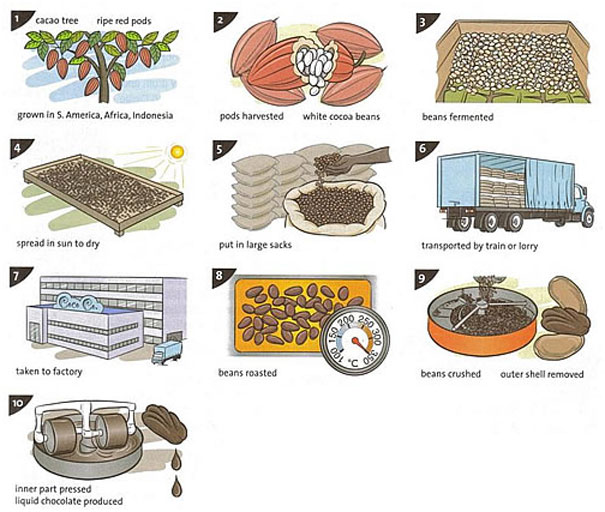 1
cacao tree ripe red pods
grown in S. America, Africa, Indonesia
2
pods harvested white cocoa beans
3
beans fermented
4
spread in sun to dry
5
put in large sacks
6
transported by train or lorry
7
CoCo
taken to factory
8
100 150 200 250 300 350
°C
beans roasted
9
beans crushed outer shell removed
10
inner part pressed
liquid chocolate produced